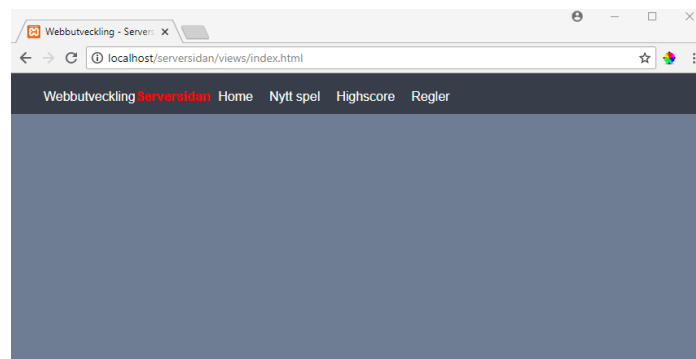 Webbutveckling - Servers
localhost/serversidan/views/index.html
WebbutvecklingServersidan Home Nytt spel Highscore Regler